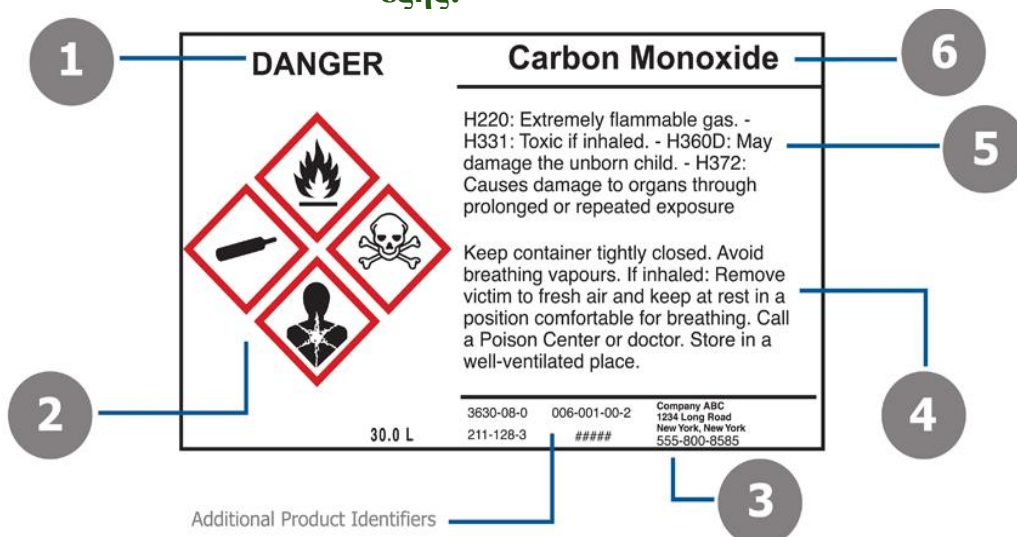 1
DANGER
Carbon Monoxide
6
H220: Extremely flammable gas. -
H331: Toxic if inhaled. - H360D: May
damage the unborn child. - H372:
Causes damage to organs through
prolonged or repeated exposure
5
Keep container tightly closed. Avoid
breathing vapours. If inhaled: Remove
victim to fresh air and keep at rest in a
position comfortable for breathing. Call
a Poison Center or doctor. Store in a
well-ventilated place.
4
2
30.0 L
3630-08-0 006-001-00-2
211-128-3 #####
Company ABC
1234 Long Road
New York, New York
555-800-8585
3
Additional Product Identifiers